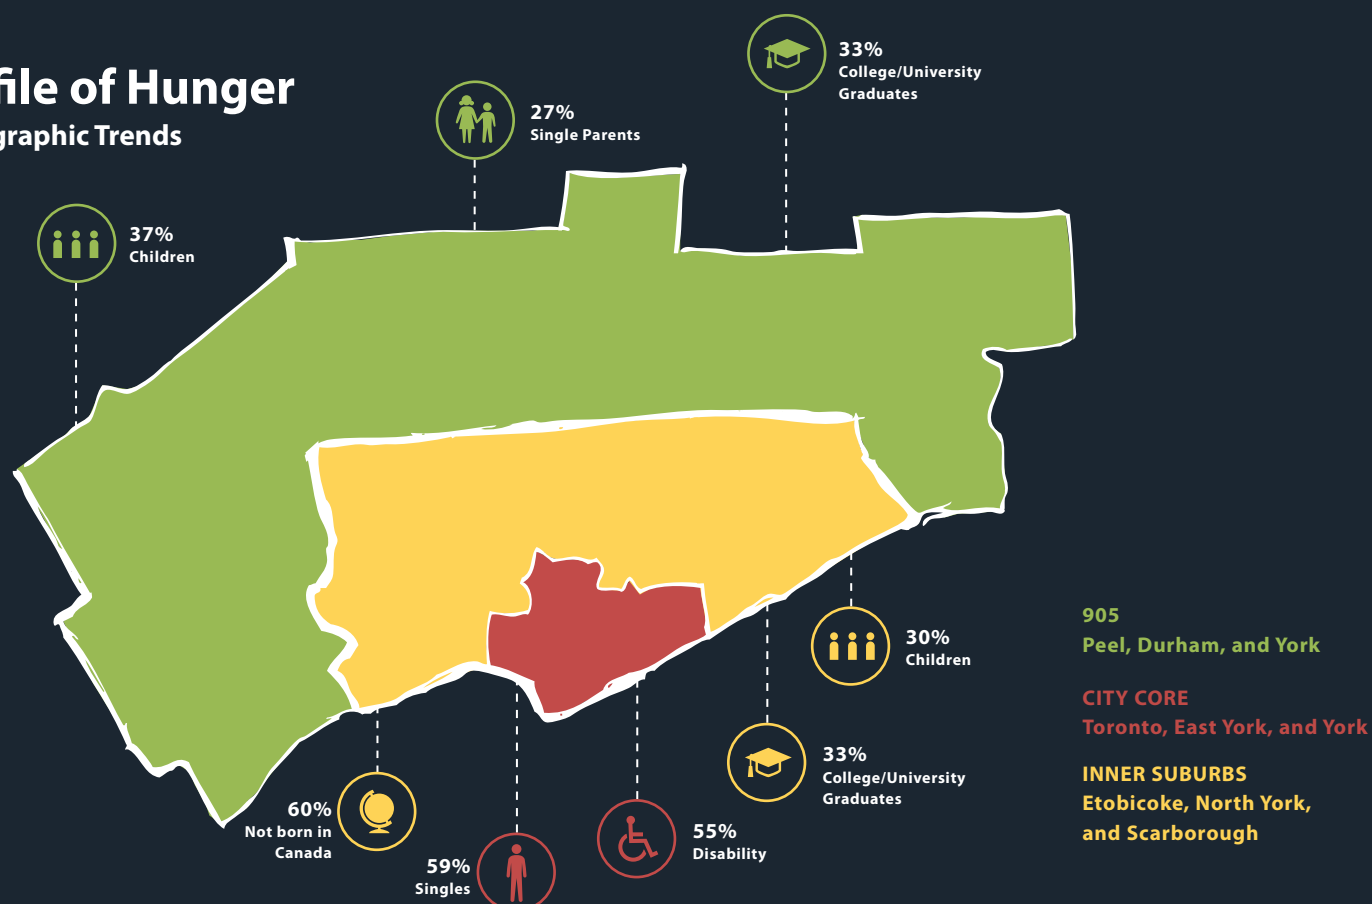 file of Hunger
graphic Trends
33%
College/University
Graduates
27%
Single Parents
37%
Children
30%
Children
33%
College/University
Graduates
60%
Not born in
Canada
59%
Singles
55%
Disability
905
Peel, Durham, and York
CITY CORE
Toronto, East York, and York
INNER SUBURBS
Etobicoke, North York,
and Scarborough